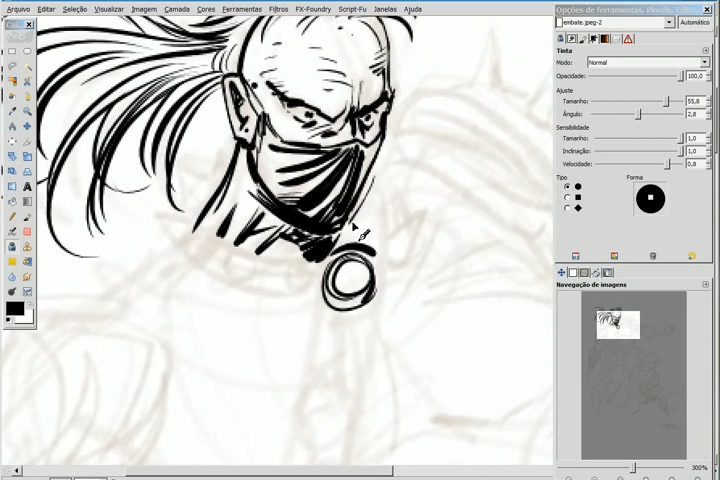 Arquivo Editar Seleção Visualizar Imagem Camada Cores Ferramentas Filtros FX-Foundry Script-Fu Janelas Ajuda
Opções de ferramentas, Pincéis,
embate.jpeg-2 Automático
Tinta
Modo: Normal
Opacidade: 100,0
Ajuste
Tamanho: 55,8
Ângulo: 2,8
Sensibilidade
Tamanho: 1,0
Inclinação: 1,0
Velocidade: 0,8
Tipo Forma
Navegação de imagens
300%